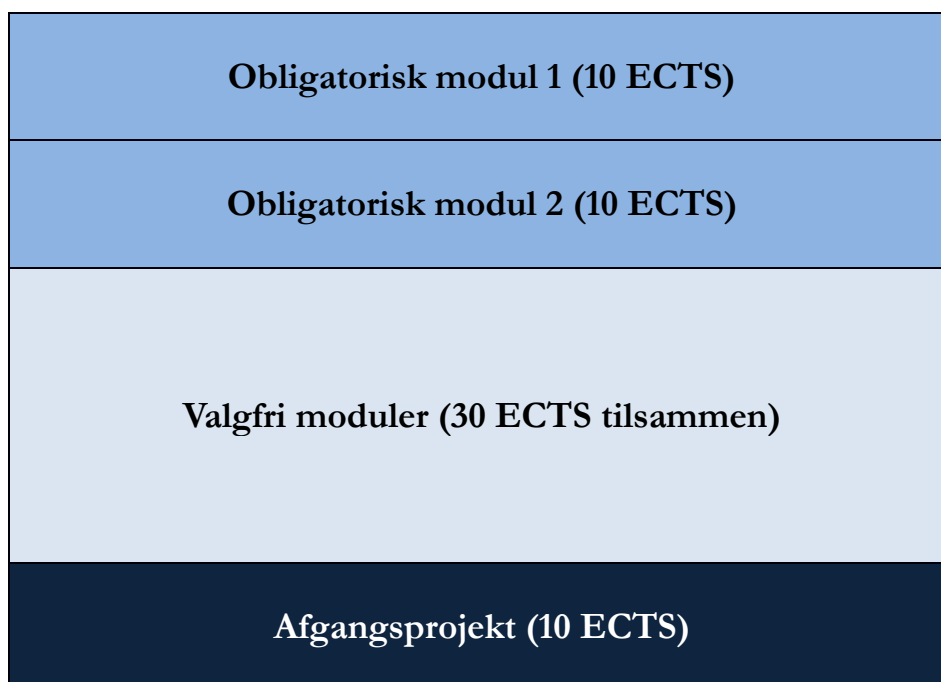 Obligatorisk modul 1 (10 ECTS)
Obligatorisk modul 2 (10 ECTS)
Valgfri moduler (30 ECTS tilsammen)
Afgangsprojekt (10 ECTS)